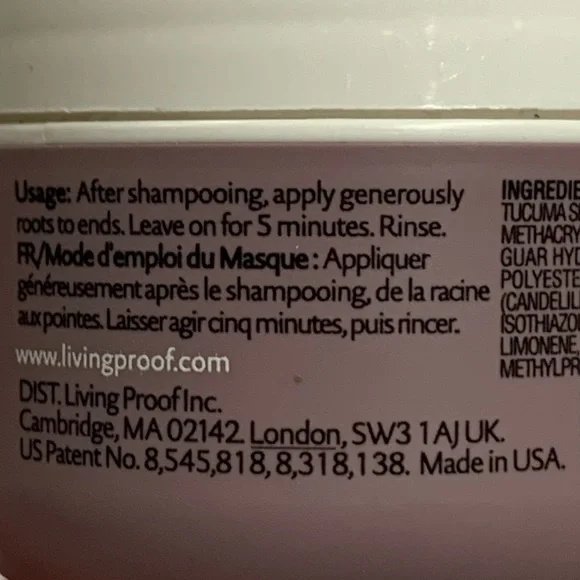 Usage: After shampooing, apply generously
roots to ends. Leave on for 5 minutes. Rinse.
FR/Mode d'emploi du Masque: Appliquer
généreusement après le shampooing, de la racine
aux pointes. Laisser agir cinq minutes, puis rincer.
www.livingproof.com
DIST. Living Proof Inc.
Cambridge, MA 02142 London, SW3 1AJ UK.
US Patent No. 8,545,818, 8,318,138. Made in USA.
INGREDIE
TUCUMA S
METHACRY
GUAR HYD
POLYESTE
(CANDELIL
ISOTHIAZO
LIMONENE,
METHYLPR